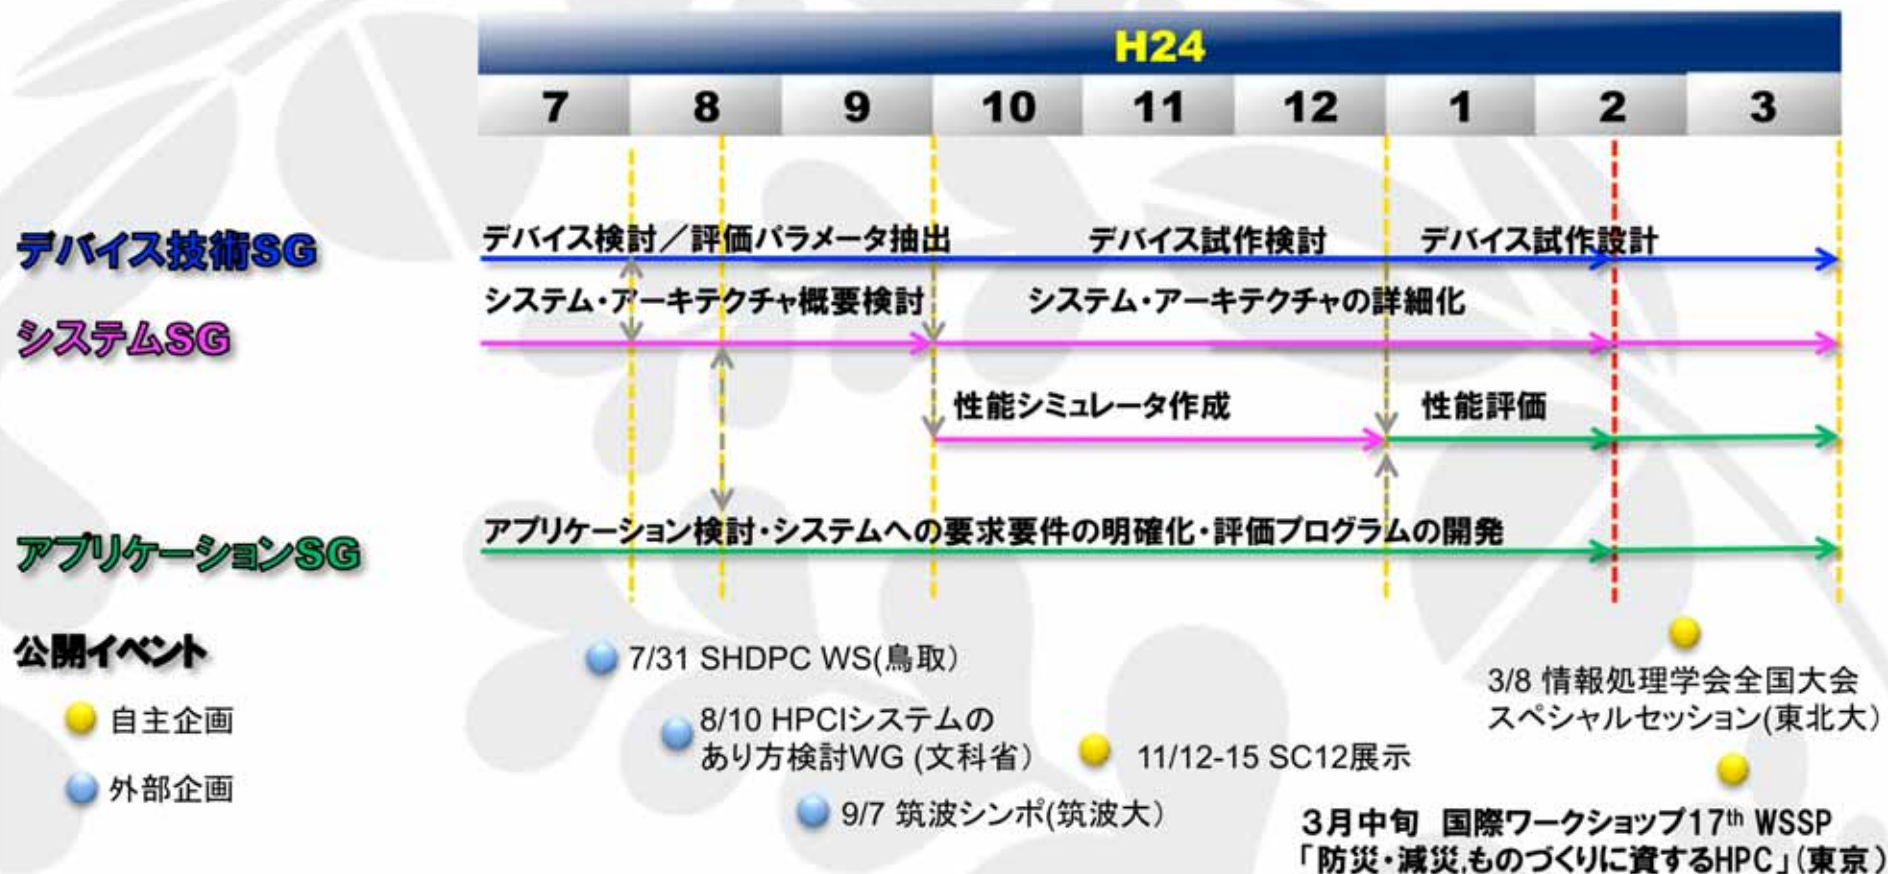 H24
7 8 9 10 11 12 1 2 3
デバイス技術SG
デバイス検討／評価パラメータ抽出 デバイス試作検討 デバイス試作設計
システム・アーキテクチャ概要検討 システム・アーキテクチャの詳細化
システムSG
性能シミュレータ作成 性能評価
アプリケーション検討・システムへの要求要件の明確化・評価プログラムの開発
アプリケーションSG
公開イベント
自主企画
外部企画
7/31 SHDPC WS(鳥取）
8/10 HPCIシステムの
あり方検討WG (文科省）
9/7 筑波シンポ(筑波大）
11/12-15 SC12展示
3/8 情報処理学会全国大会
スペシャルセッション(東北大）
３月中旬　国際ワークショップ17th WSSP
「防災・減災,ものづくりに資するHPC」(東京）